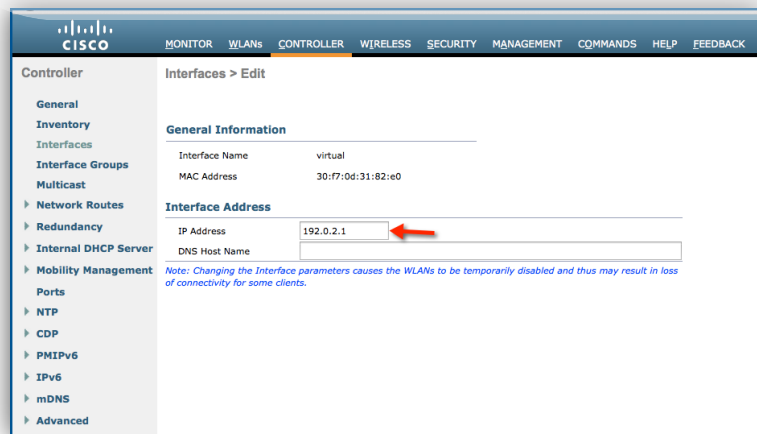 CISCO
MONITOR WLANs CONTROLLER WIRELESS SECURITY MANAGEMENT COMMANDS HELP FEEDBACK
Controller
General
Inventory
Interfaces
Interface Groups
Multicast
Network Routes
Redundancy
Internal DHCP Server
Mobility Management
Ports
NTP
CDP
PMIPv6
IPv6
mDNS
Advanced
Interfaces > Edit
General Information
Interface Name virtual
MAC Address 30:f7:0d:31:82:e0
Interface Address
IP Address 192.0.2.1
DNS Host Name
Note: Changing the Interface parameters causes the WLANs to be temporarily disabled and thus may result in loss
of connectivity for some clients.